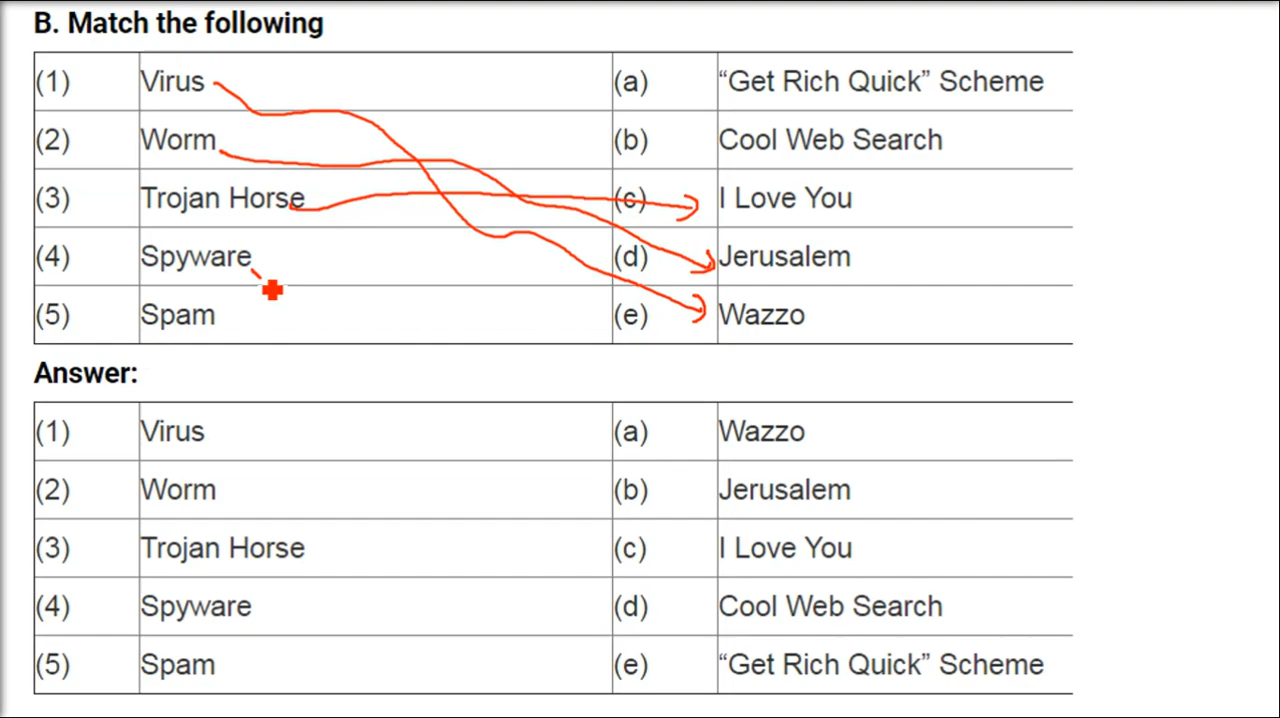 B. Match the following
(1) Virus (a) “Get Rich Quick” Scheme
(2) Worm (b) Cool Web Search
(3) Trojan Horse (c) I Love You
(4) Spyware (d) Jerusalem
(5) Spam (e) Wazzo
Answer:
(1) Virus (a) Wazzo
(2) Worm (b) Jerusalem
(3) Trojan Horse (c) I Love You
(4) Spyware (d) Cool Web Search
(5) Spam (e) “Get Rich Quick” Scheme